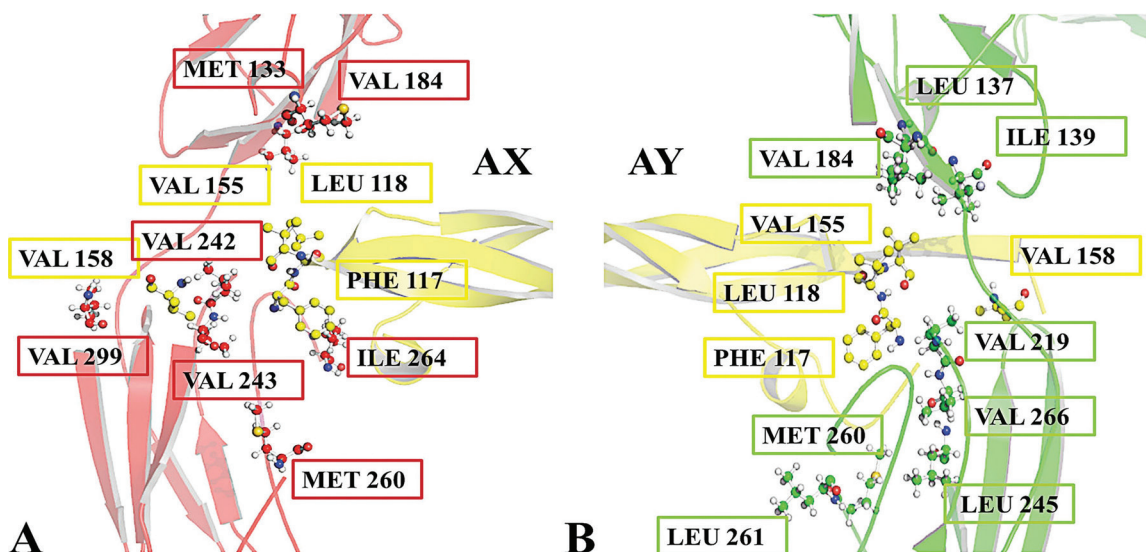 MET 133
VAL 184
VAL 155
LEU 118
AX
VAL 242
VAL 158
PHE 117
VAL 299
VAL 243
ILE 264
MET 260
A
LEU 137
ILE 139
AY
VAL 184
VAL 155
VAL 158
LEU 118
PHE 117
VAL 219
VAL 266
MET 260
LEU 245
LEU 261
B